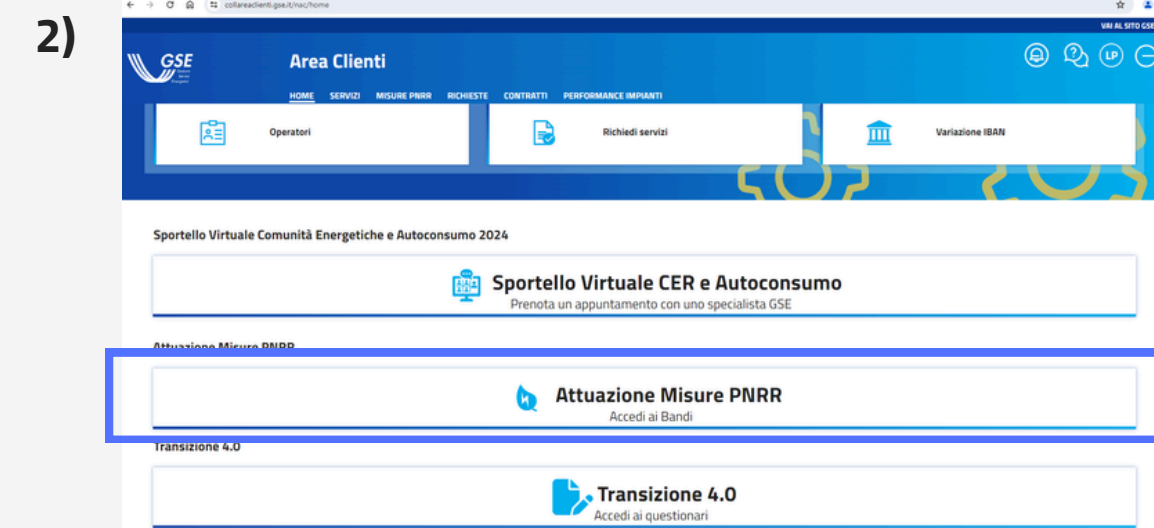 2)
collareaclienti.gse.it/nac/home
VAI AL SITO GSE
GSE
Area Clienti
LP
HOME SERVIZI MISURE PNRR RICHIESTE CONTRATTI PERFORMANCE IMPIANTI
Operatori
Richiedi servizi
Variazione IBAN
Sportello Virtuale Comunità Energetiche e Autoconsumo 2024
Sportello Virtuale CER e Autoconsumo
Prenota un appuntamento con uno specialista GSE
Attuazione Misure PNRR
Attuazione Misure PNRR
Accedi ai Bandi
Transizione 4.0
Transizione 4.0
Accedi ai questionari